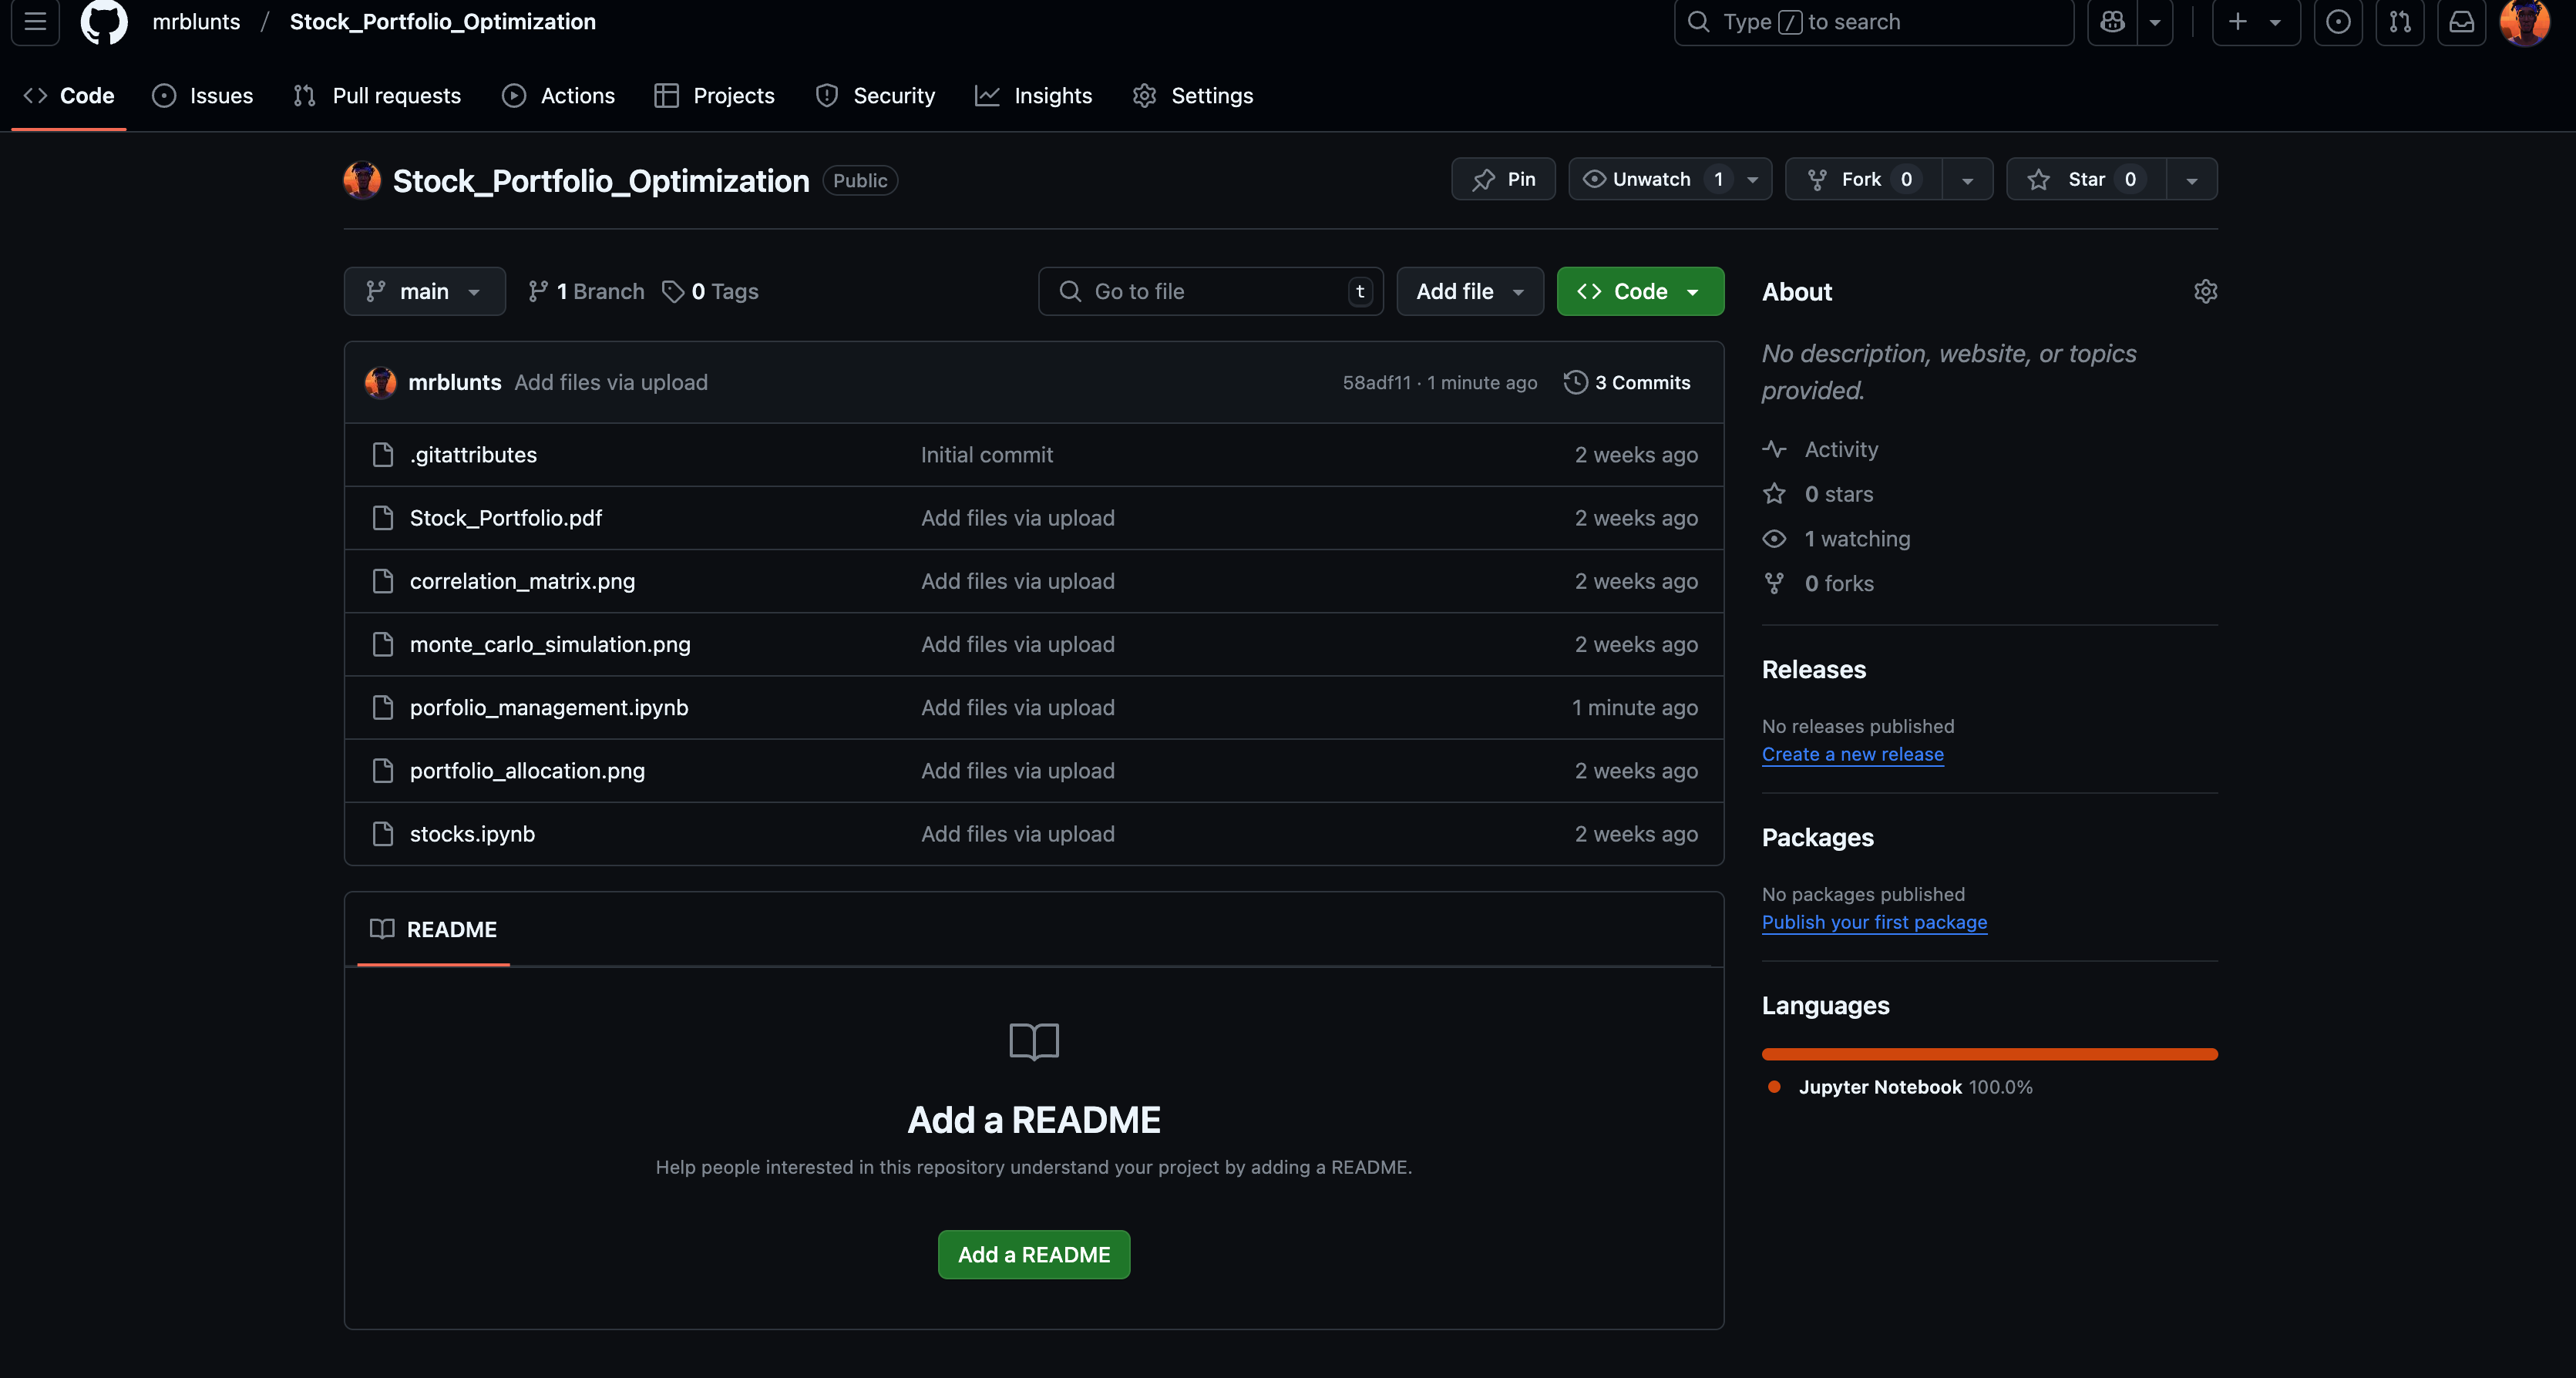 mrblunts / Stock_Portfolio_Optimization
Type / to search
Code Issues Pull requests Actions Projects Security Insights Settings
Stock_Portfolio_Optimization Public
Pin Unwatch 1 Fork 0 Star 0
main 1 Branch 0 Tags
Go to file t
Add file Code
mrblunts Add files via upload 58adf11 · 1 minute ago 3 Commits
.gitattributes Initial commit 2 weeks ago
Stock_Portfolio.pdf Add files via upload 2 weeks ago
correlation_matrix.png Add files via upload 2 weeks ago
monte_carlo_simulation.png Add files via upload 2 weeks ago
porfolio_management.ipynb Add files via upload 1 minute ago
portfolio_allocation.png Add files via upload 2 weeks ago
stocks.ipynb Add files via upload 2 weeks ago
README
Add a README
Help people interested in this repository understand your project by adding a README.
Add a README
About
No description, website, or topics
provided.
Activity
0 stars
1 watching
0 forks
Releases
No releases published
Create a new release
Packages
No packages published
Publish your first package
Languages
Jupyter Notebook 100.0%